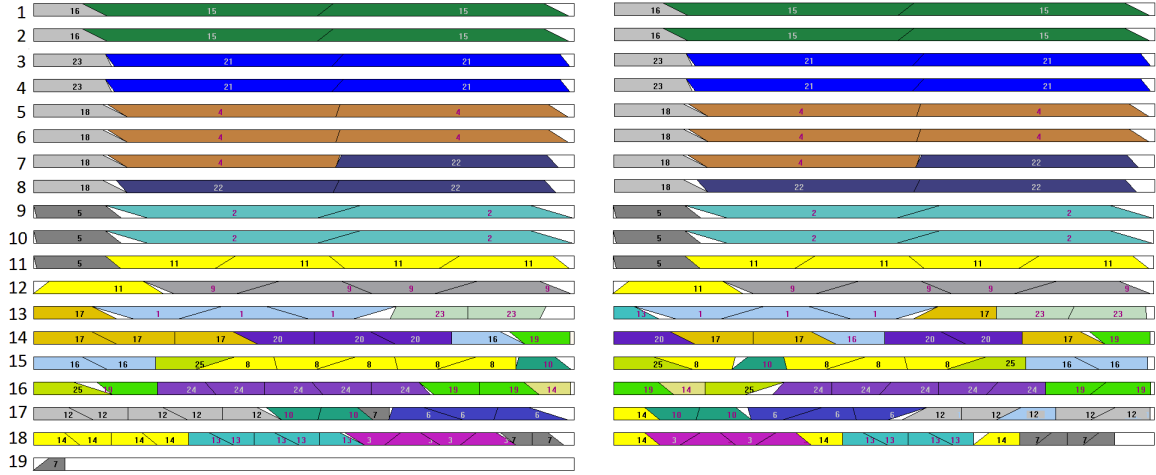 1 16 15 15 16 15 15
2 16 15 15 16 15 15
3 23 21 21 23 21 21
4 23 21 21 23 21 21
5 18 4 4 18 4 4
6 18 4 4 18 4 4
7 18 4 22 18 4 22
8 18 22 22 18 22 22
9 5 2 2 5 2 2
10 5 2 2 5 2 2
11 5 11 11 11 11 5 11 11 11 11
12 11 9 9 9 9 11 9 9 9 9
13 17 1 1 1 23 23 13 1 1 1 17 23 23
14 17 17 17 20 20 20 16 19 20 17 17 16 20 20 17 19
15 16 16 25 8 8 8 8 8 10 25 8 10 8 8 8 25 16 16
16 25 19 24 24 24 24 24 19 19 14 19 14 25 24 24 24 24 24 19 19
17 12 12 12 12 12 10 10 7 6 6 6 14 10 10 6 6 6 12 12 12 12 12
18 14 14 14 14 13 13 13 13 3 3 3 3 7 7 14 3 3 3 3 14 13 13 13 13 14 7 7
19 7